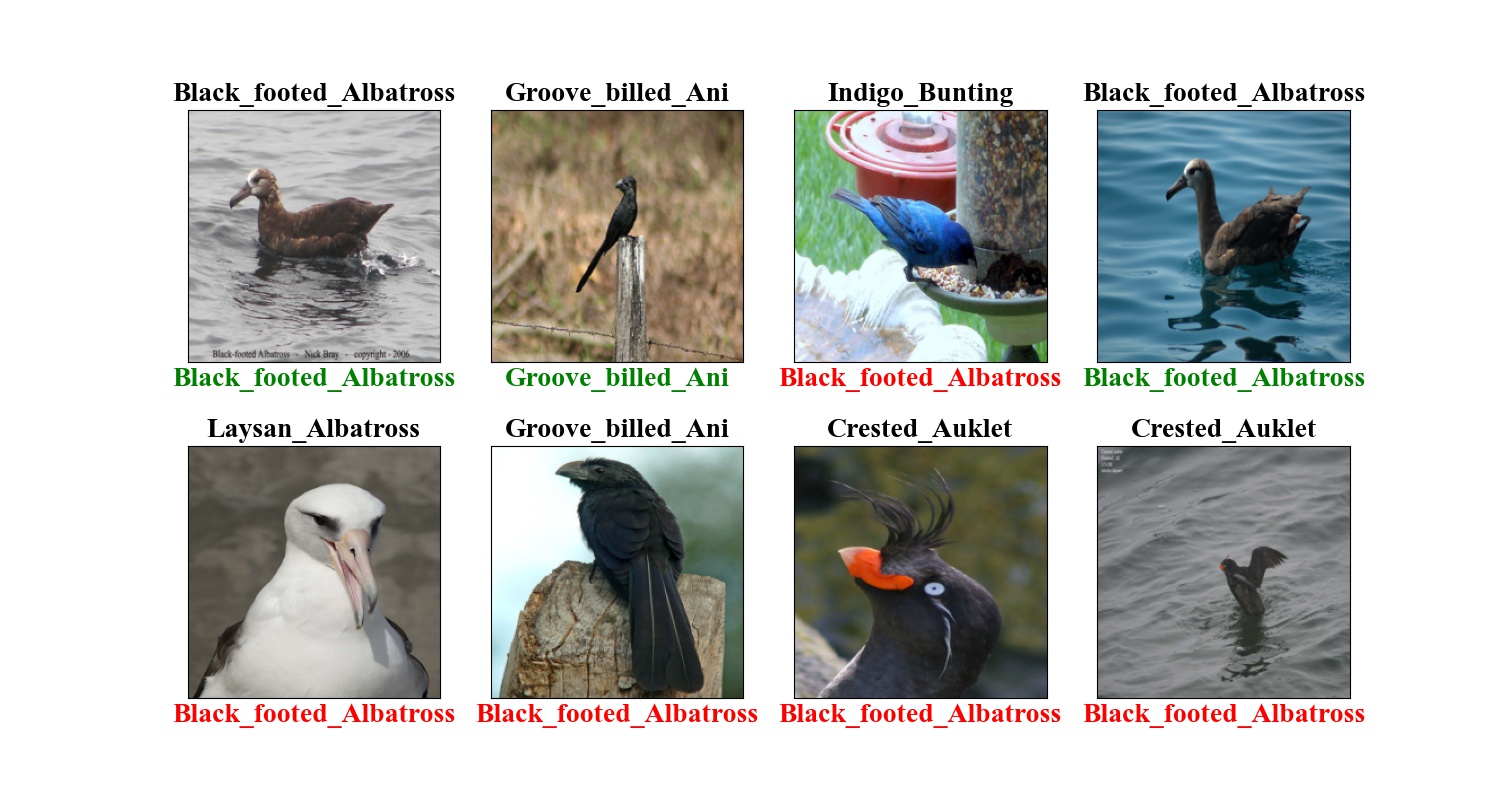 Black_footed_Albatross
Groove_billed_Ani
Indigo_Bunting
Black_footed_Albatross
Black-footed Albatross - Nick Bray - copyright - 2006
Black_footed_Albatross
Groove_billed_Ani
Black_footed_Albatross
Black_footed_Albatross
Laysan_Albatross
Groove_billed_Ani
Crested_Auklet
Crested_Auklet
Black_footed_Albatross
Black_footed_Albatross
Black_footed_Albatross
Black_footed_Albatross